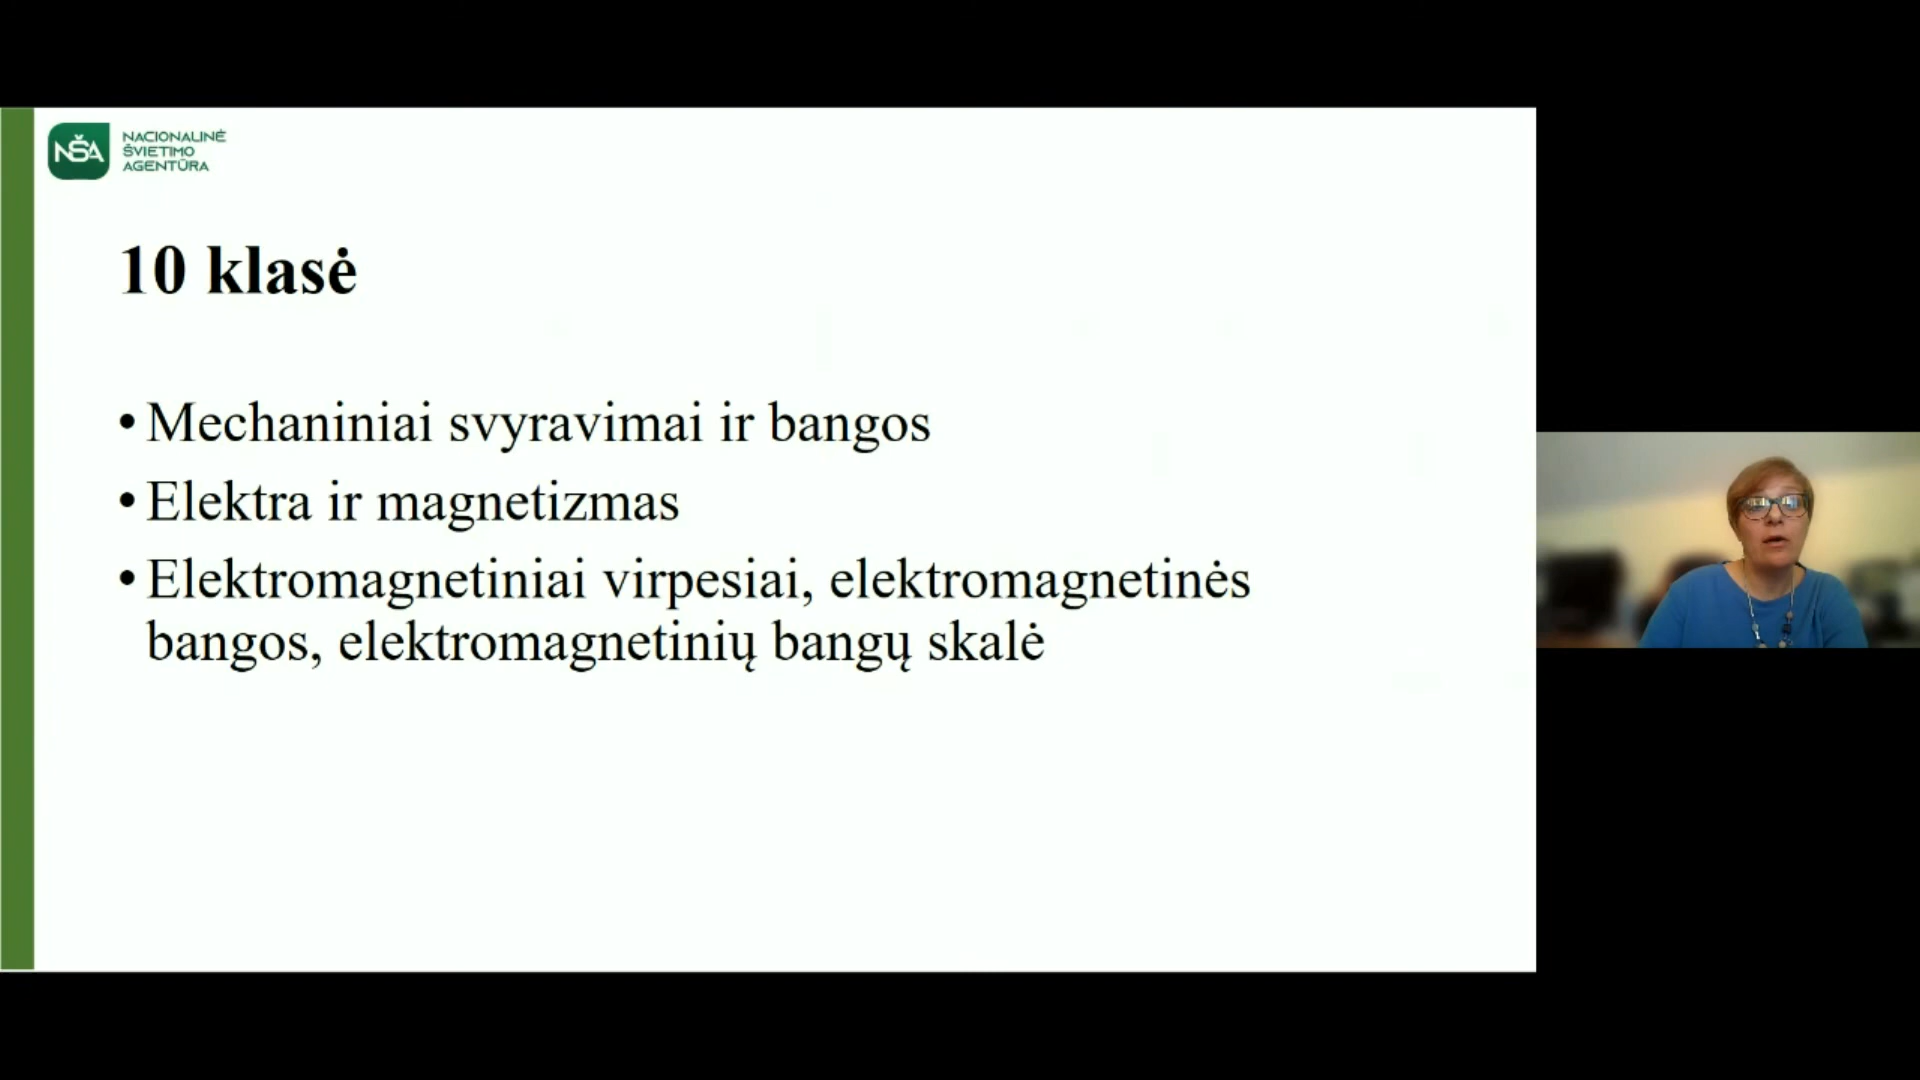 NŠA
NACIONALINĖ
ŠVIETIMO
AGENTŪRA
10 klasė
• Mechaniniai svyravimai ir bangos
• Elektra ir magnetizmas
• Elektromagnetiniai virpesiai, elektromagnetinės
bangos, elektromagnetinių bangų skalė